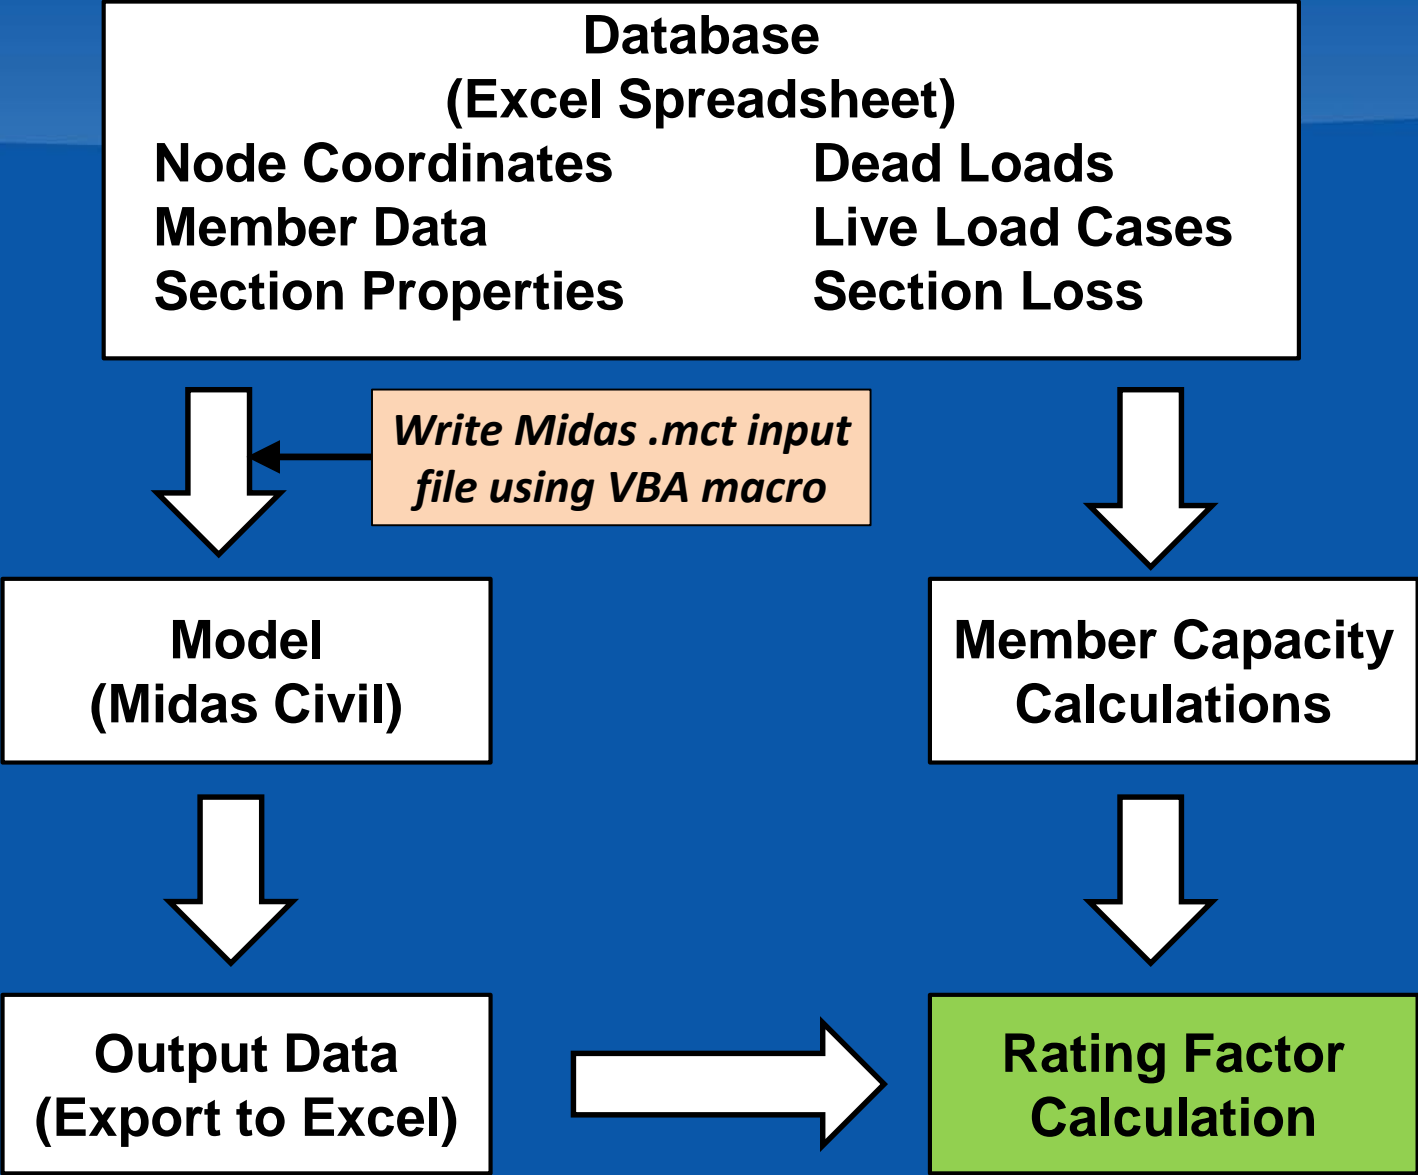 Database
(Excel Spreadsheet)
Node Coordinates Dead Loads
Member Data Live Load Cases
Section Properties Section Loss
Write Midas .mct input
file using VBA macro
Model
(Midas Civil)
Member Capacity
Calculations
Output Data
(Export to Excel)
Rating Factor
Calculation